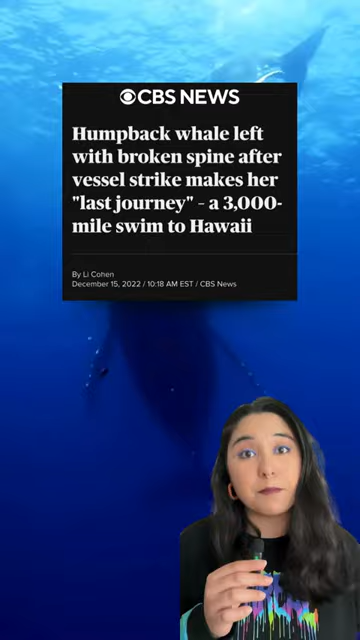 CBS NEWS
Humpback whale left
with broken spine after
vessel strike makes her
"last journey" - a 3,000-
mile swim to Hawaii
By Li Cohen
December 15, 2022 / 10:18 AM EST / CBS News